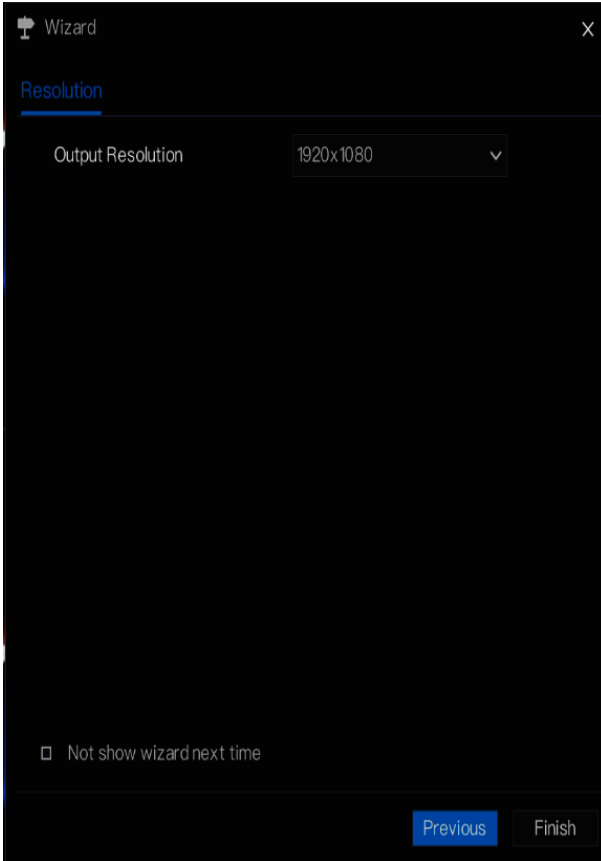 Wizard
X
Resolution
Output Resolution 1920x1080
Not show wizard next time
Previous Finish